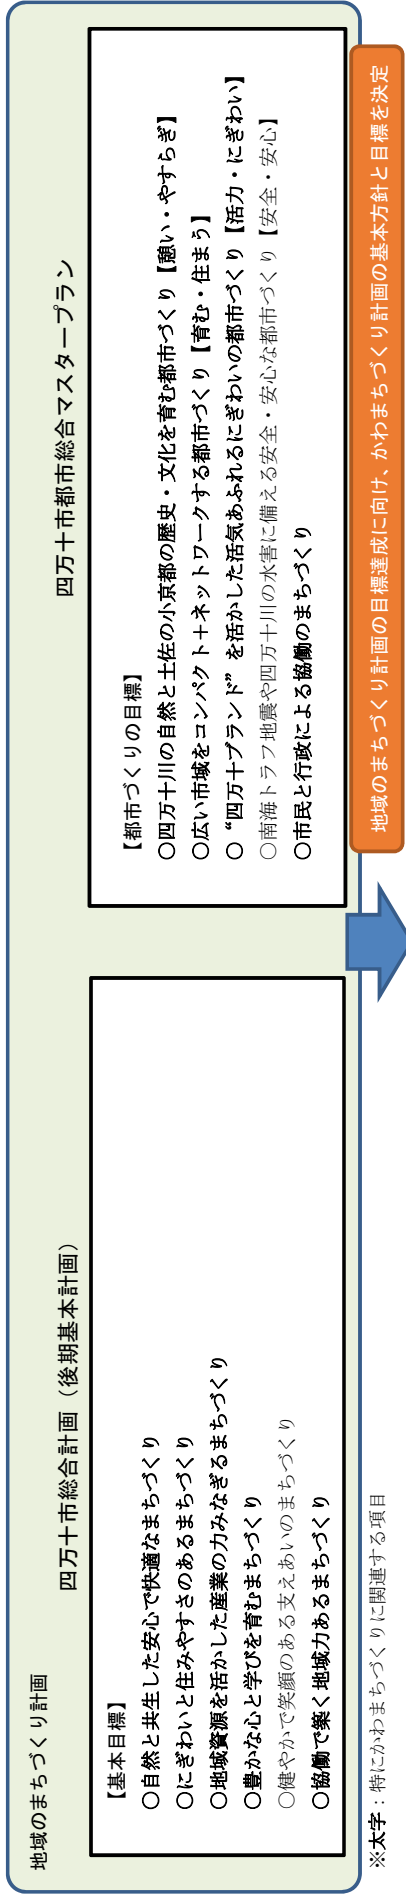 地域のまちづくり計画
四万十市総合計画（後期基本計画）
【基本目標】
○自然と共生した安心で快適なまちづくり
○にぎわいと住みやすさのあるまちづくり
○地域資源を活かした産業の力みなぎるまちづくり
○豊かな心と学びを育むまちづくり
○健やかで笑顔のある支えあいのまちづくり
○協働で築く地域力あるまちづくり
四万十市都市総合マスタープラン
【都市づくりの目標】
○四万十川の自然と土佐の小京都の歴史・文化を育む都市づくり【憩い・やすらぎ】
○広い市域をコンパクト＋ネットワークする都市づくり【育む・住まう】
○“四万十ブランド”を活かした活気あふれるにぎわいの都市づくり【活力・にぎわい】
○南海トラフ地震や四万十川の水害に備える安全・安心な都市づくり【安全・安心】
○市民と行政による協働のまちづくり
※太字：特にかわまちづくりに関連する項目
地域のまちづくり計画の目標達成に向け、かわまちづくり計画の基本方針と目標を決定